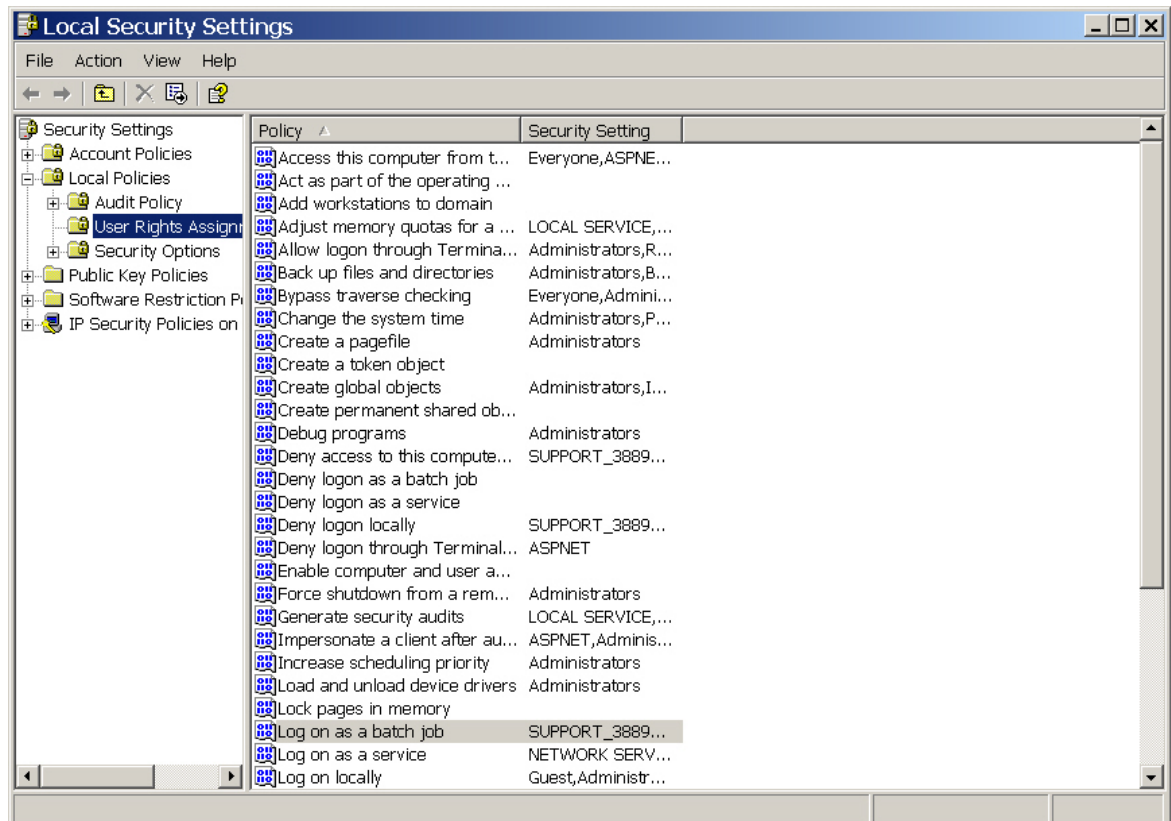 Local Security Settings
File Action View Help
Security Settings
Account Policies
Local Policies
Audit Policy
User Rights Assignr
Security Options
Public Key Policies
Software Restriction P
IP Security Policies on
Policy Security Setting
Access this computer from t... Everyone,ASPNE...
Act as part of the operating ...
Add workstations to domain
Adjust memory quotas for a ... LOCAL SERVICE,...
Allow logon through Termina... Administrators,R...
Back up files and directories Administrators,B...
Bypass traverse checking Everyone,Admini...
Change the system time Administrators,P...
Create a pagefile Administrators
Create a token object
Create global objects Administrators,I...
Create permanent shared ob...
Debug programs Administrators
Deny access to this compute... SUPPORT_3889...
Deny logon as a batch job
Deny logon as a service
Deny logon locally SUPPORT_3889...
Deny logon through Terminal... ASPNET
Enable computer and user a...
Force shutdown from a rem... Administrators
Generate security audits LOCAL SERVICE,...
Impersonate a client after au... ASPNET,Adminis...
Increase scheduling priority Administrators
Load and unload device drivers Administrators
Lock pages in memory
Log on as a batch job SUPPORT_3889...
Log on as a service NETWORK SERV...
Log on locally Guest,Administr...